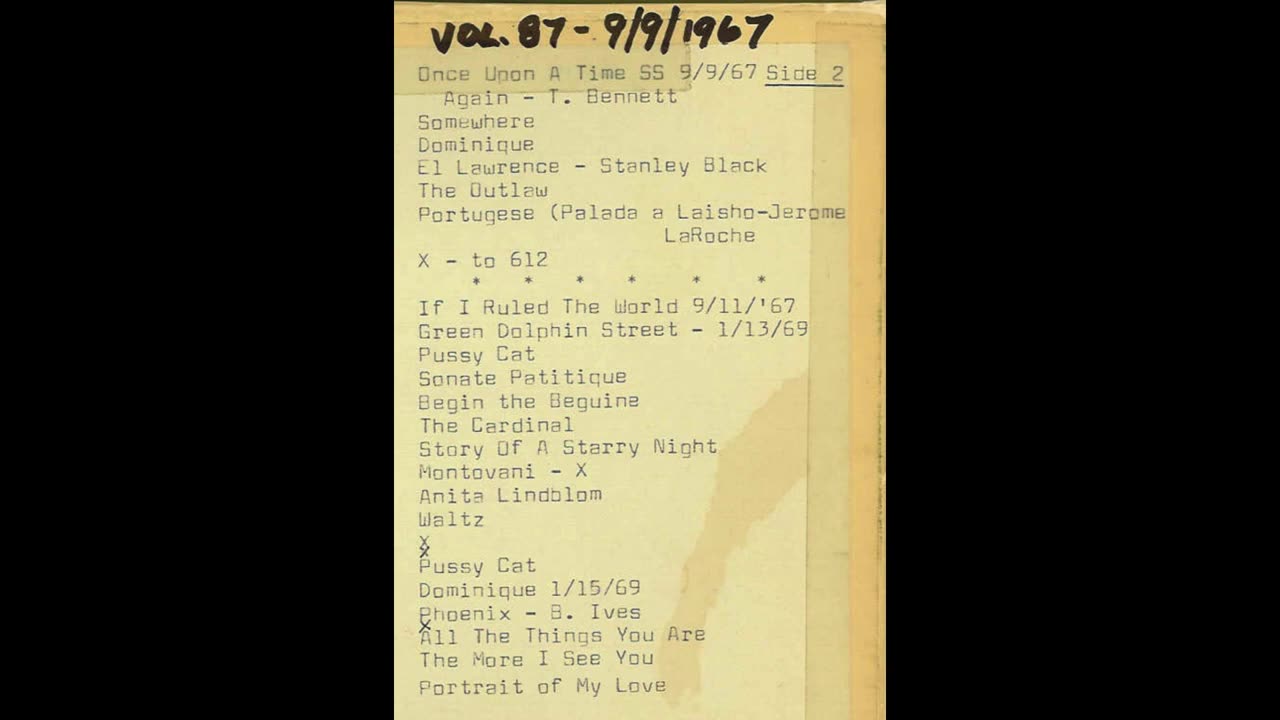 VOL. 87 - 9/9/1967
Once Upon A Time SS 9/9/67 Side 2
Again - T. Bennett
Somewhere
Dominique
El Lawrence - Stanley Black
The Outlaw
Portugese (Palada a Laisho-Jerome
LaRoche
X - to 612
* * * * * *
If I Ruled The World 9/11/'67
Green Dolphin Street - 1/13/69
Pussy Cat
Sonate Patitique
Begin the Beguine
The Cardinal
Story Of A Starry Night
Montovani - X
Anita Lindblom
Waltz
X
X
Pussy Cat
Dominique 1/15/69
Phoenix - B. Ives
X
All The Things You Are
The More I See You
Portrait of My Love